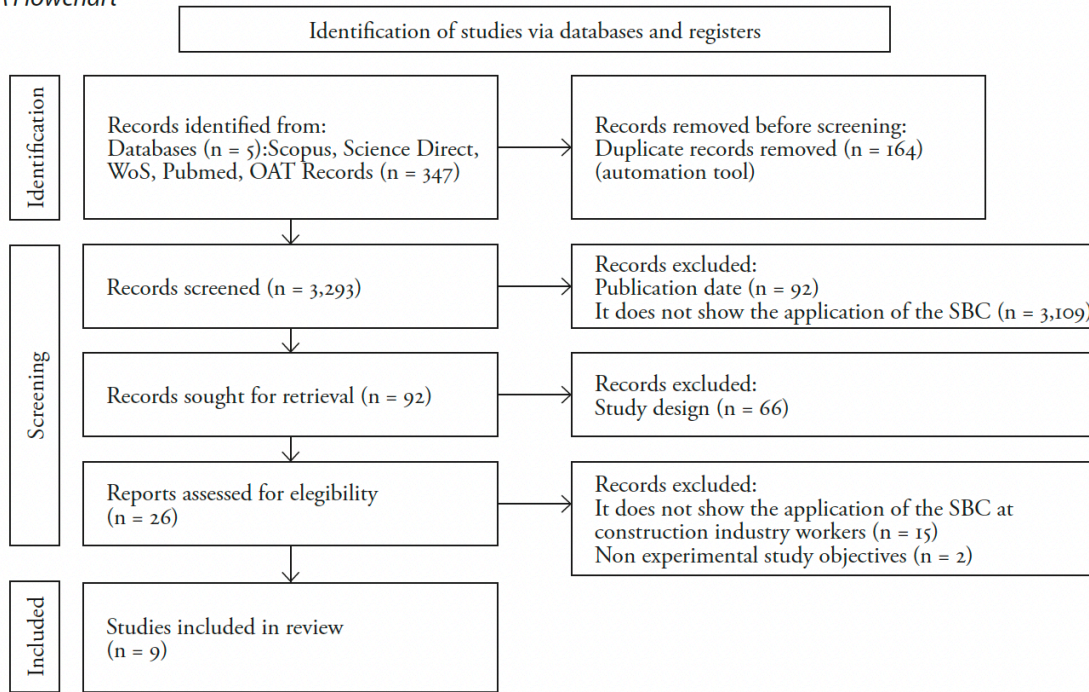 Flowchart
Identification of studies via databases and registers
Identification
Records identified from:
Databases (n = 5):Scopus, Science Direct,
WoS, Pubmed, OAT Records (n = 347)
Records removed before screening:
Duplicate records removed (n = 164)
(automation tool)
Screening
Records screened (n = 3,293)
Records excluded:
Publication date (n = 92)
It does not show the application of the SBC (n = 3,109)
Records sought for retrieval (n = 92)
Records excluded:
Study design (n = 66)
Reports assessed for elegibility
(n = 26)
Records excluded:
It does not show the application of the SBC at
construction industry workers (n = 15)
Non experimental study objectives (n = 2)
Included
Studies included in review
(n = 9)